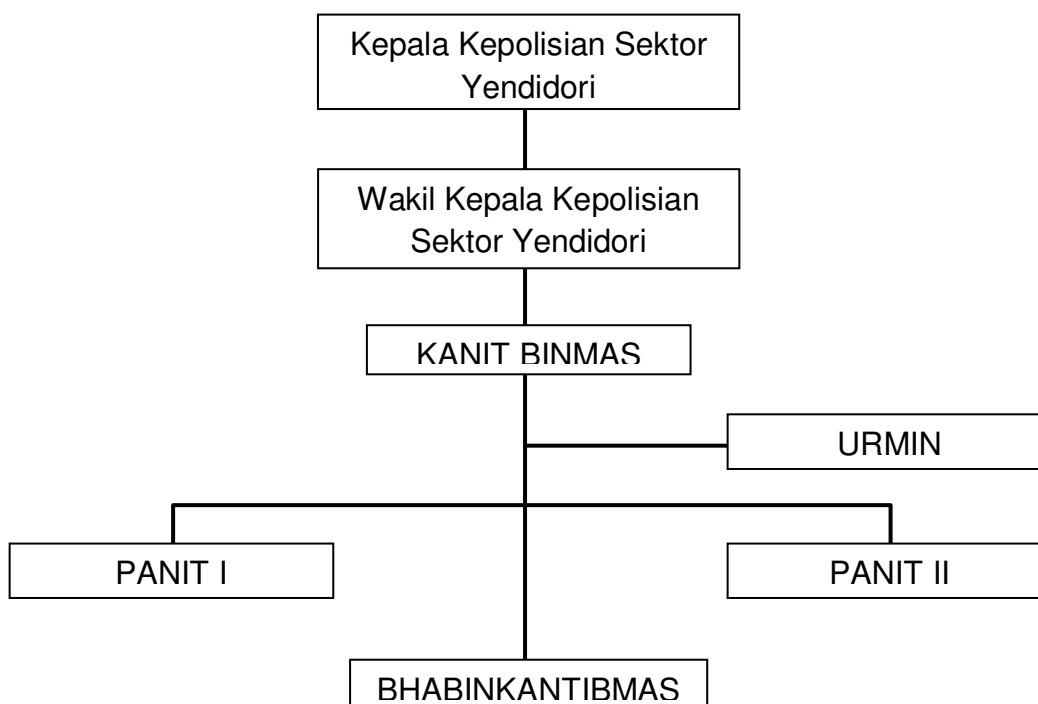 Kepala Kepolisian Sektor
Yendidori
Wakil Kepala Kepolisian
Sektor Yendidori
KANIT BINMAS
URMIN
PANIT I
PANIT II
BHABINKANTIBMAS